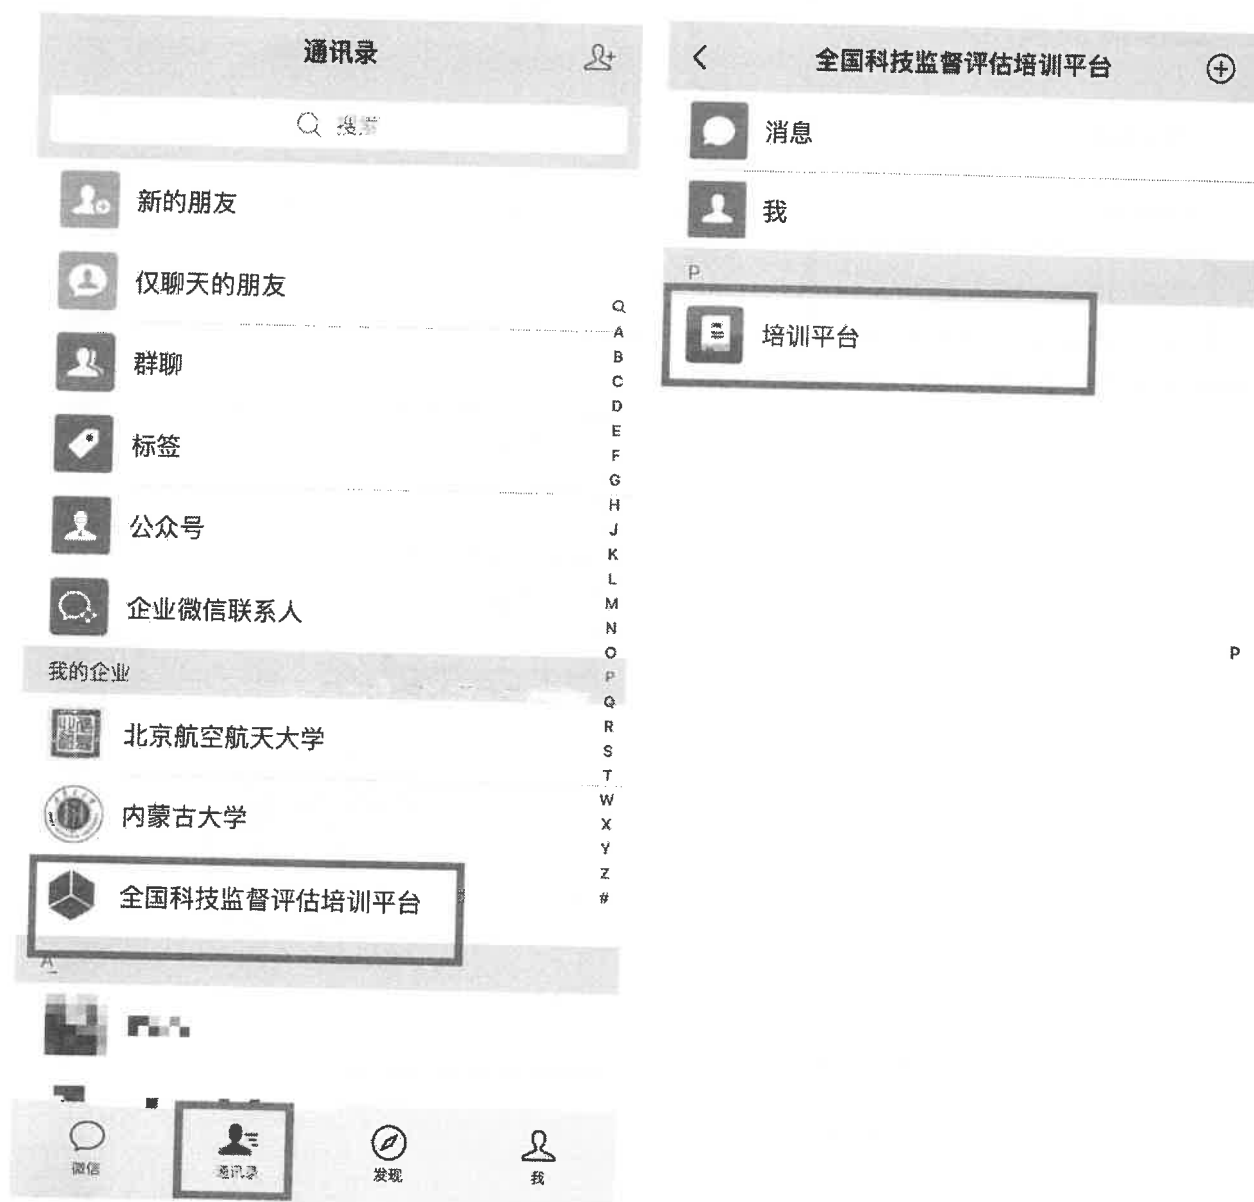 通讯录
搜索
新的朋友
仅聊天的朋友
群聊
标签
公众号
企业微信联系人
我的企业
北京航空航天大学
内蒙古大学
全国科技监督评估培训平台
A
Q
A
B
C
D
E
F
G
H
J
K
L
M
N
O
P
Q
R
S
T
W
X
Y
Z
#
微信
通讯录
发现
我
全国科技监督评估培训平台
消息
我
P
培训平台
P